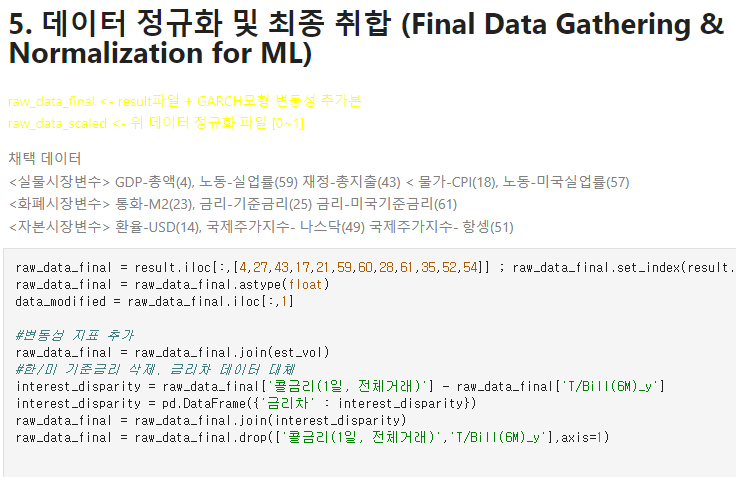 5. 데이터 정규화 및 최종 취합 (Final Data Gathering &
Normalization for ML)
raw_data_final <- result파일 + GARCH모형 변동성 추가본
raw_data_scaled <- 위 데이터 정규화 파일 [0~1]
채택 데이터
<실물시장변수> GDP-총액(4), 노동-실업률(59) 재정-총지출(43) < 물가-CPI(18), 노동-미국실업률(57)
<화폐시장변수> 통화-M2(23), 금리-기준금리(25) 금리-미국기준금리(61)
<자본시장변수> 환율-USD(14), 국제주가지수- 나스닥(49) 국제주가지수- 항셍(51)
raw_data_final = result.iloc[:,[4,27,43,17,21,59,60,28,61,35,52,54]] ; raw_data_final.set_index(result.
raw_data_final = raw_data_final.astype(float)
data_modified = raw_data_final.iloc[:,1]
#변동성 지표 추가
raw_data_final = raw_data_final.join(est_vol)
#한/미 기준금리 삭제, 금리차 데이터 대체
interest_disparity = raw_data_final['콜금리(1일, 전체거래)'] - raw_data_final['T/Bill(6M)_y']
interest_disparity = pd.DataFrame({'금리차' : interest_disparity})
raw_data_final = raw_data_final.join(interest_disparity)
raw_data_final = raw_data_final.drop(['콜금리(1일, 전체거래)','T/Bill(6M)_y'],axis=1)